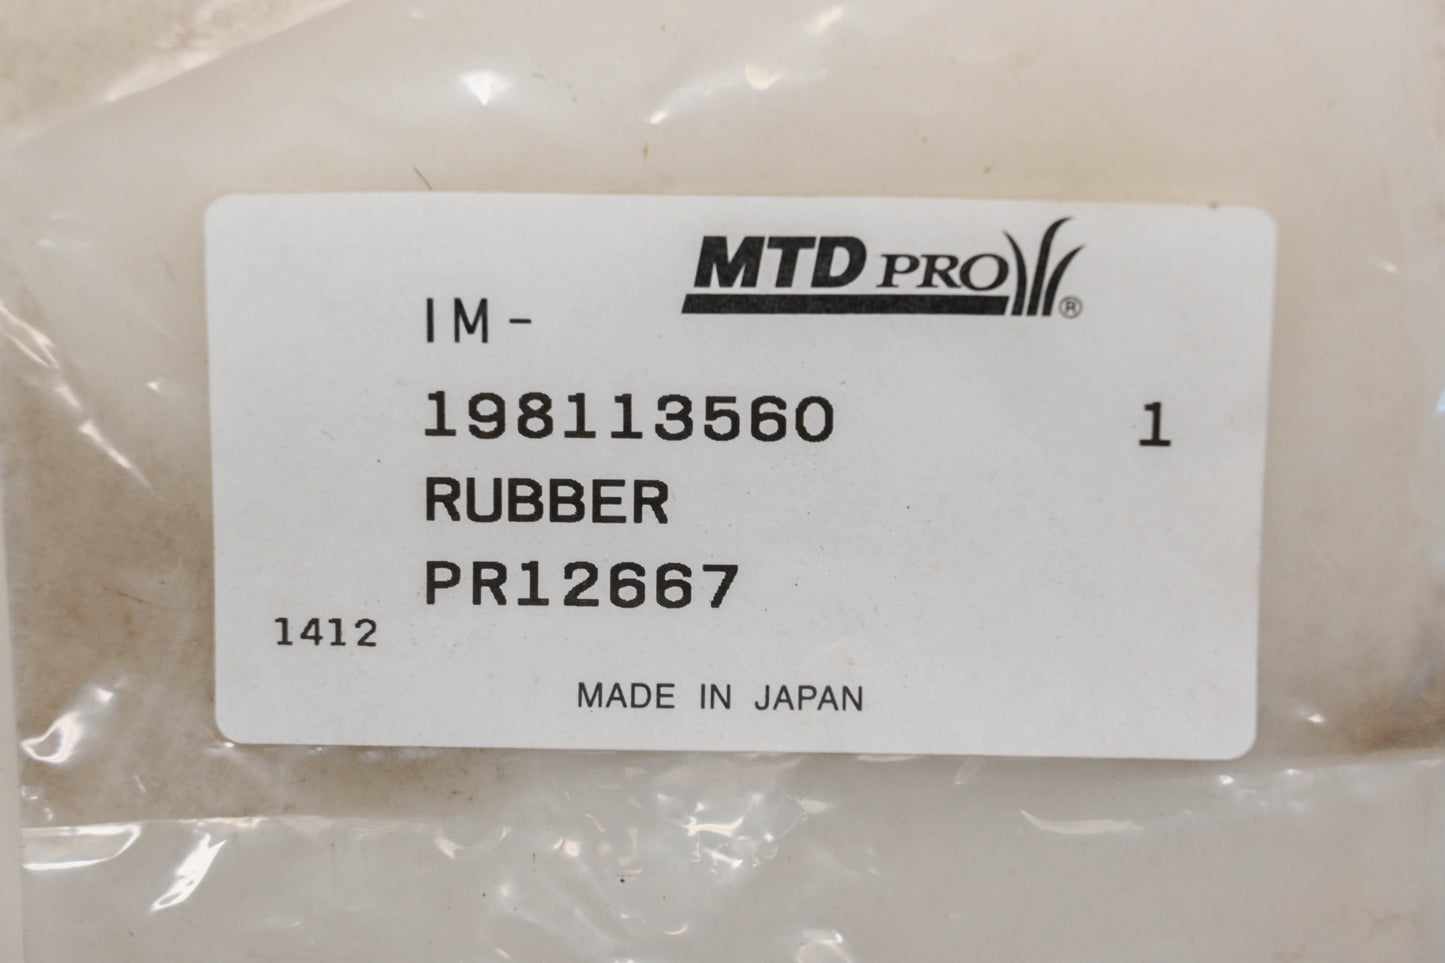 MTD PRO®
IM-
198113560 1
RUBBER
PR12667
1412
MADE IN JAPAN